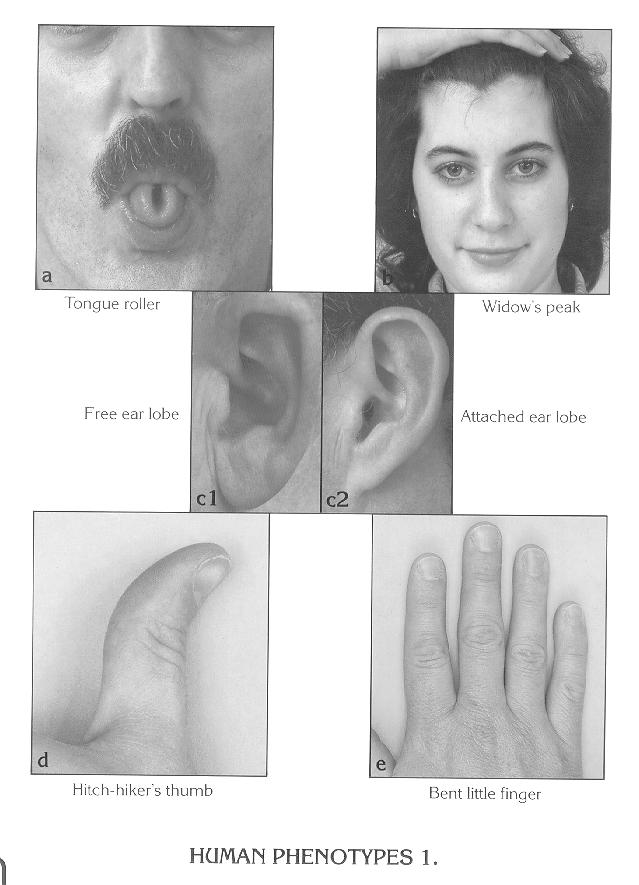 a
b
Tongue roller
Widow's peak
Free ear lobe
Attached ear lobe
c1
c2
d
e
Hitch-hiker's thumb
Bent little finger
HUMAN PHENOTYPES 1.